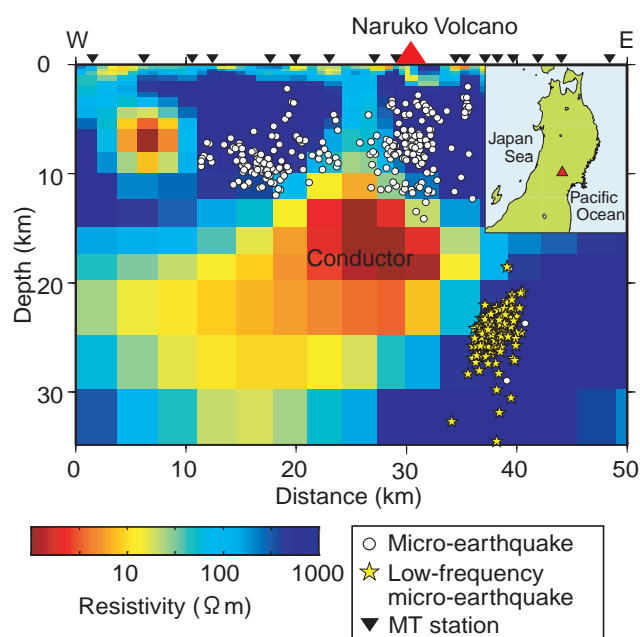 Naruko Volcano
W
E
0
10
20
30
Depth (km)
Conductor
Japan
Sea
Pacific
Ocean
0
10
20
30
40
50
Distance (km)
10
100
1000
Resistivity (Ωm)
Micro-earthquake
Low-frequency
micro-earthquake
MT station